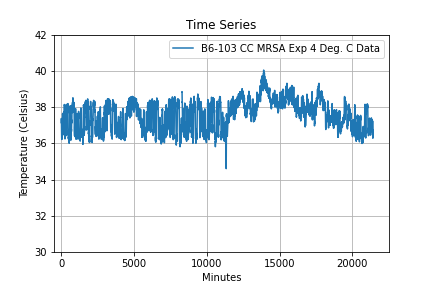 Time Series
B6-103 CC MRSA Exp 4 Deg. C Data
Temperature (Celsius)
42
40
38
36
34
32
30
0 5000 10000 15000 20000
Minutes